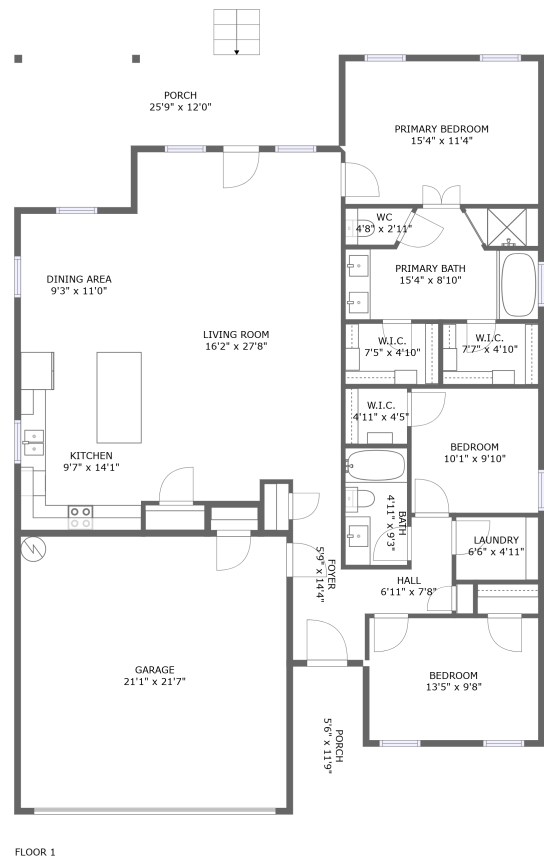 PORCH
25'9" x 12'0"
PRIMARY BEDROOM
15'4" x 11'4"
WC
4'8" x 2'11"
PRIMARY BATH
15'4" x 8'10"
DINING AREA
9'3" x 11'0"
LIVING ROOM
16'2" x 27'8"
W.I.C.
7'5" x 4'10"
W.I.C.
7'7" x 4'10"
W.I.C.
4'11" x 4'5"
BEDROOM
10'1" x 9'10"
KITCHEN
9'7" x 14'1"
BATH
4'11" x 9'3"
LAUNDRY
6'6" x 4'11"
FOYER
5'9" x 14'4"
HALL
6'11" x 7'8"
GARAGE
21'1" x 21'7"
BEDROOM
13'5" x 9'8"
PORCH
5'6" x 11'9"
FLOOR 1